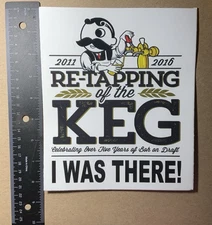 2011 2016
RE-TAPPING
of the
KEG
Celebrating Over Five Years of Boh on Draft
I WAS THERE!